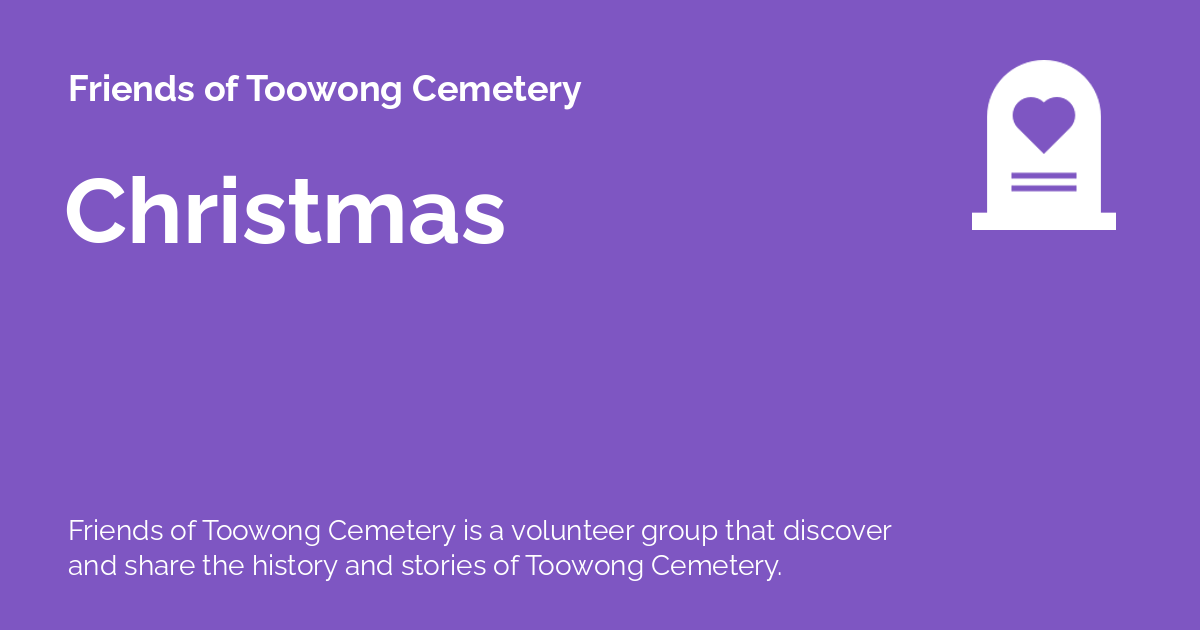 Friends of Toowong Cemetery
Christmas
Friends of Toowong Cemetery is a volunteer group that discover
and share the history and stories of Toowong Cemetery.